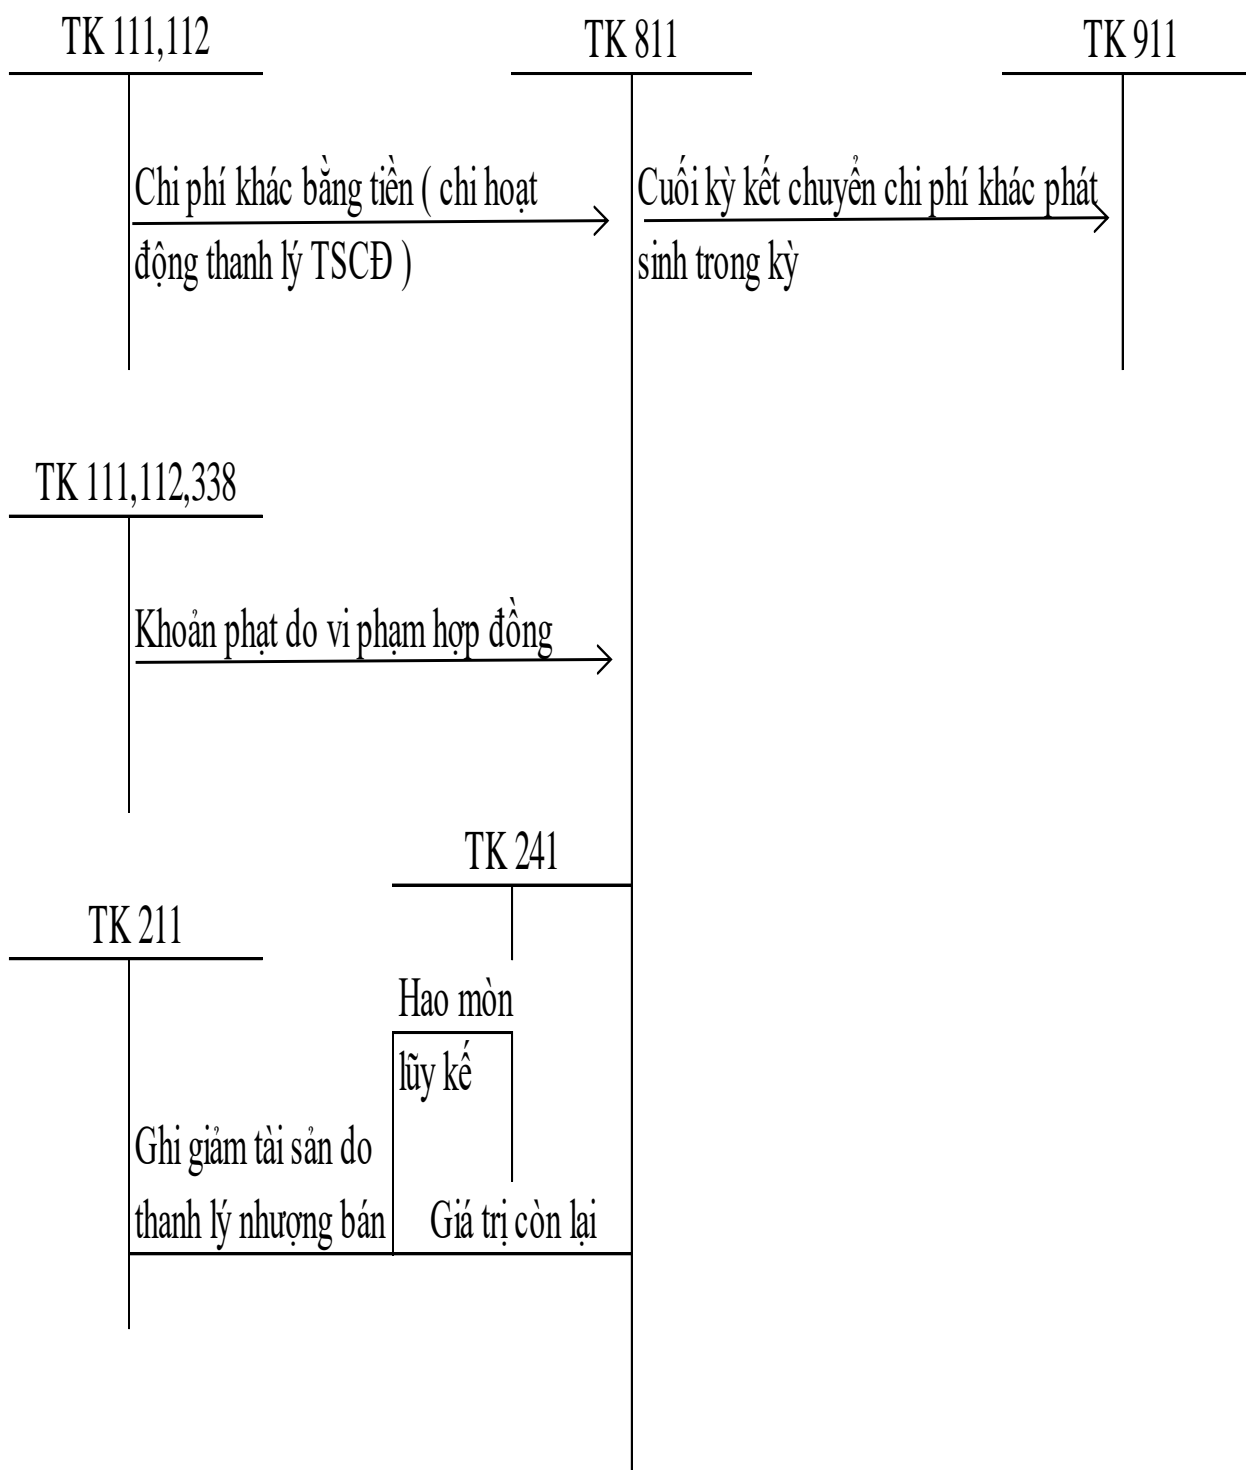 TK 111,112
TK 811
TK 911
Chi phí khác bằng tiền ( chi hoạt
động thanh lý TSCĐ )
Cuối kỳ kết chuyển chi phí khác phát
sinh trong kỳ
TK 111,112,338
Khoản phạt do vi phạm hợp đồng
TK 241
TK 211
Hao mòn
lũy kế
Ghi giảm tài sản do
thanh lý nhượng bán
Giá trị còn lại